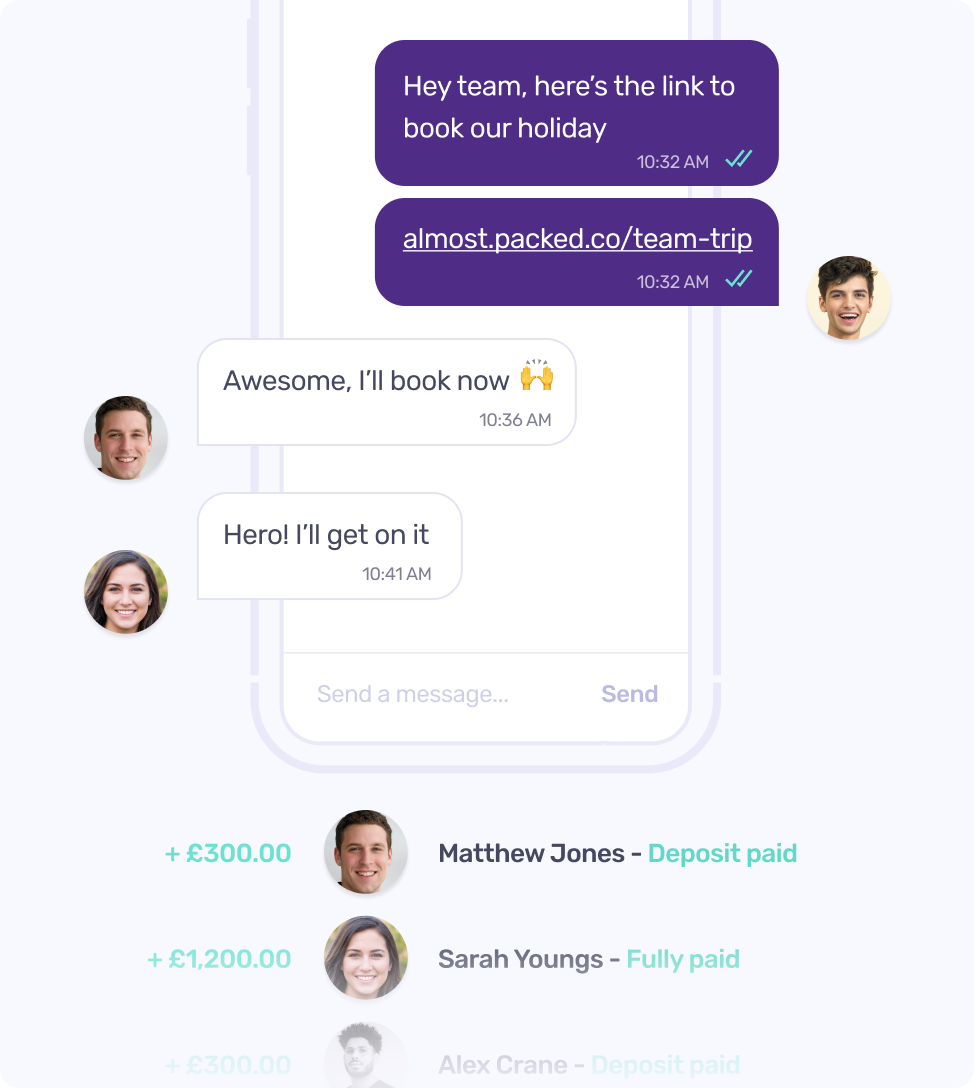 Hey team, here's the link to
book our holiday
10:32 AM
almost.packed.co/team-trip
10:32 AM
Awesome, I'll book now 🙌
10:36 AM
Hero! I'll get on it
10:41 AM
Send a message... Send
+ £300.00 Matthew Jones - Deposit paid
+ £1,200.00 Sarah Youngs - Fully paid
+ £300.00 Alex Crane - Deposit paid